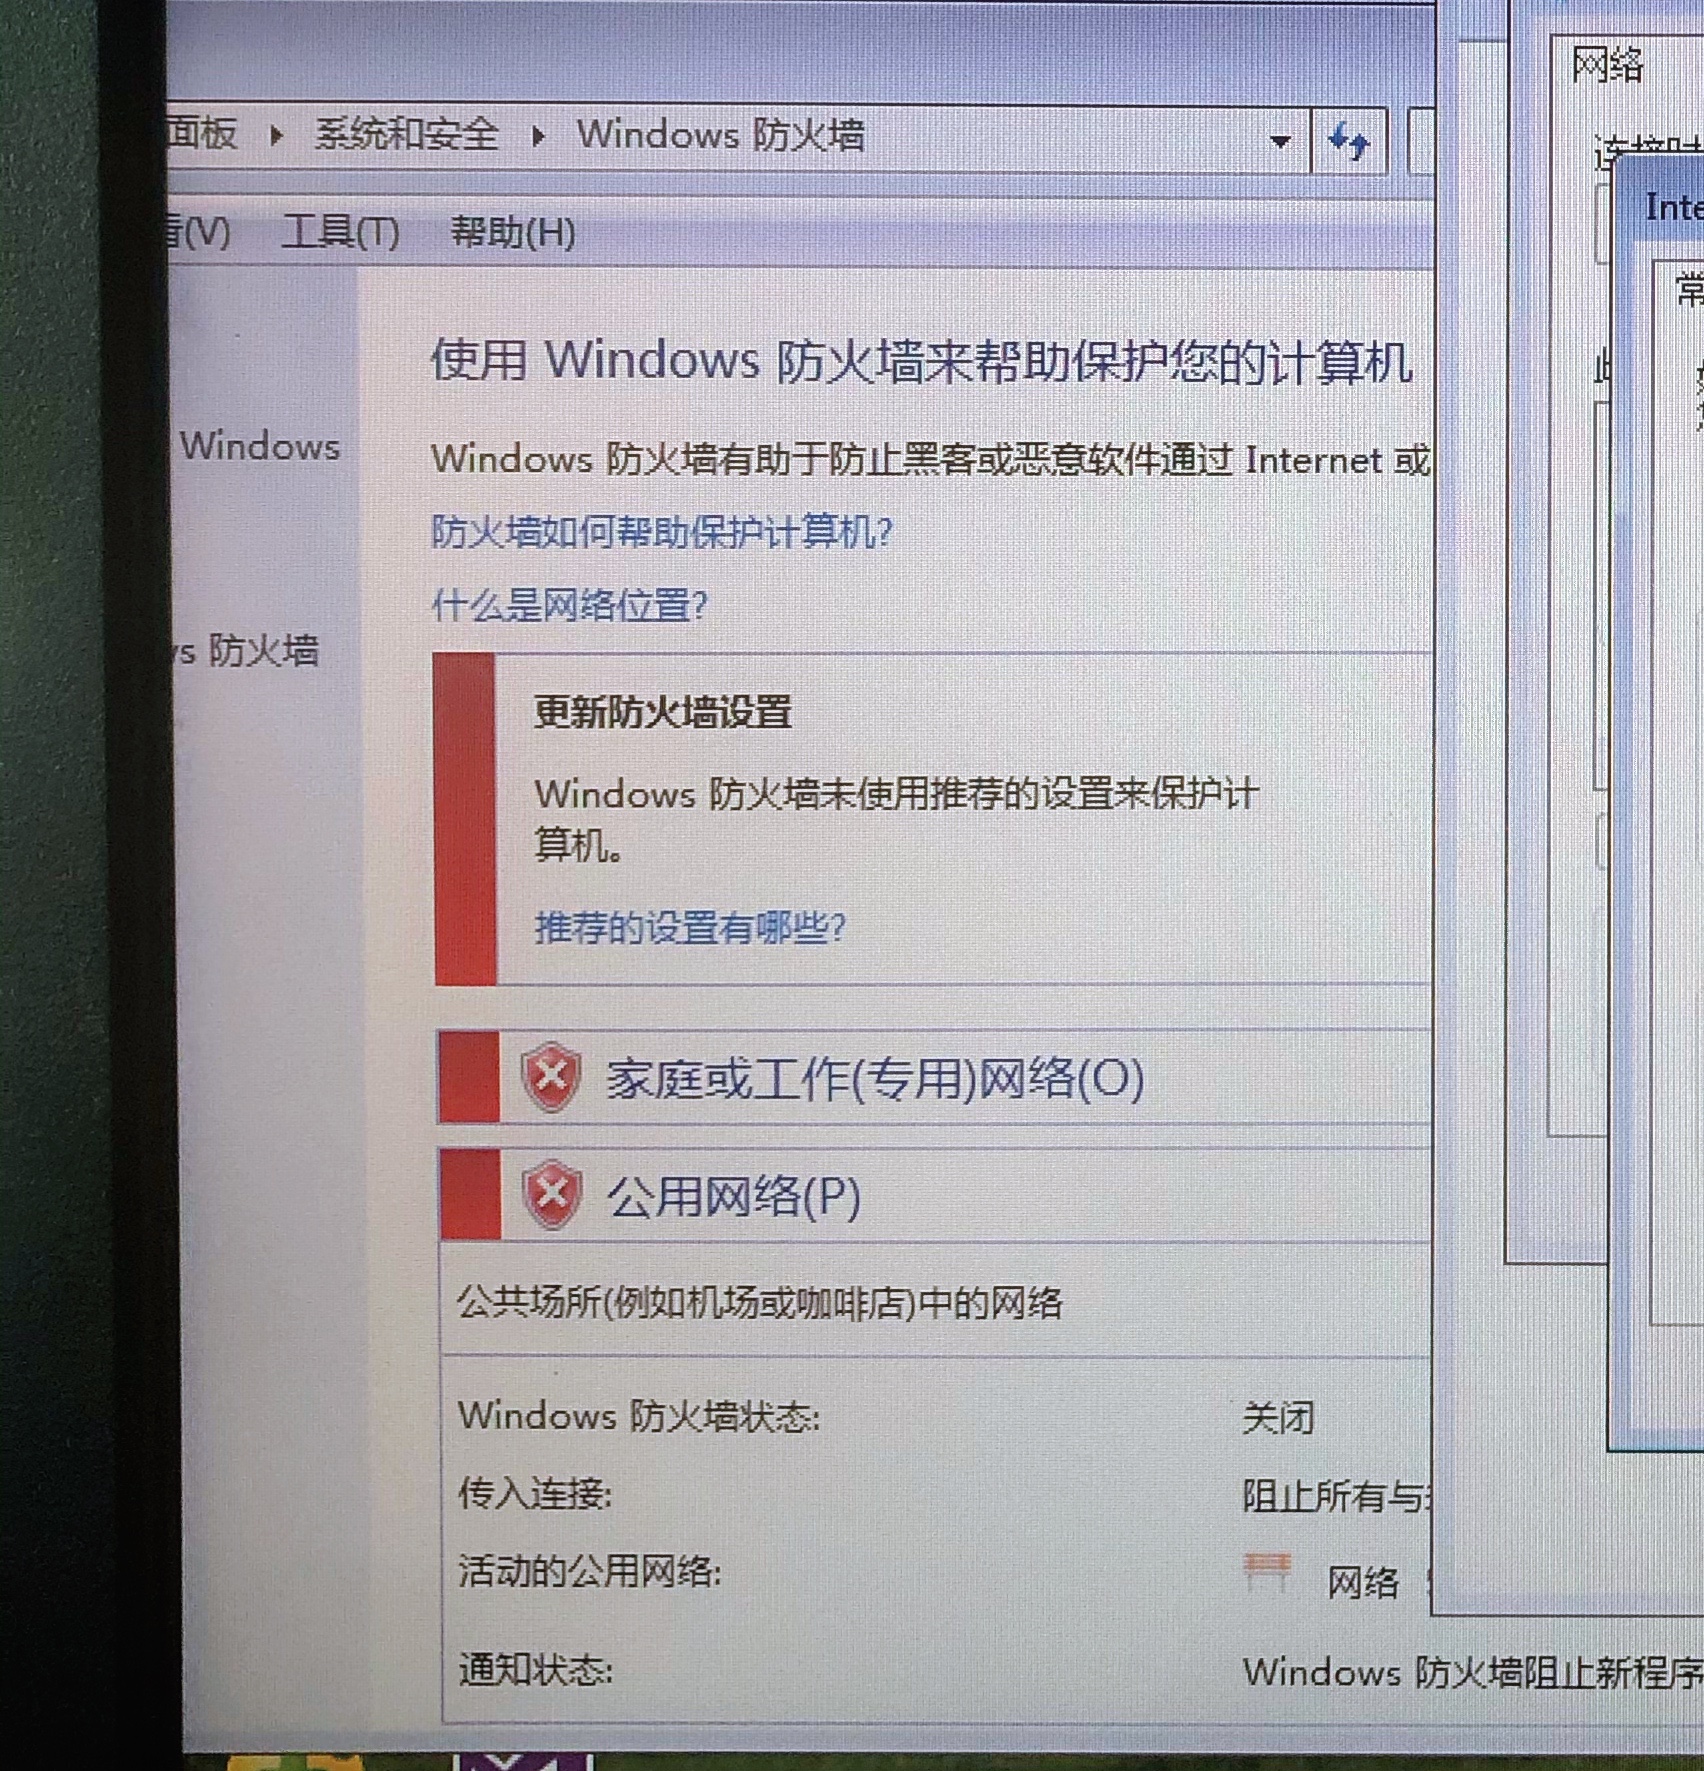 面板 系统和安全 Windows 防火墙
(V) 工具(T) 帮助(H)
使用 Windows 防火墙来帮助保护您的计算机
Windows 防火墙有助于防止黑客或恶意软件通过 Internet 或
防火墙如何帮助保护计算机?
什么是网络位置?
Windows
防火墙
更新防火墙设置
Windows 防火墙未使用推荐的设置来保护计
算机。
推荐的设置有哪些?
家庭或工作(专用)网络(O)
公用网络(P)
公共场所(例如机场或咖啡店)中的网络
Windows 防火墙状态: 关闭
传入连接: 阻止所有与
活动的公用网络: 网络
通知状态: Windows 防火墙阻止新程序
网络
连接时
Inte
常